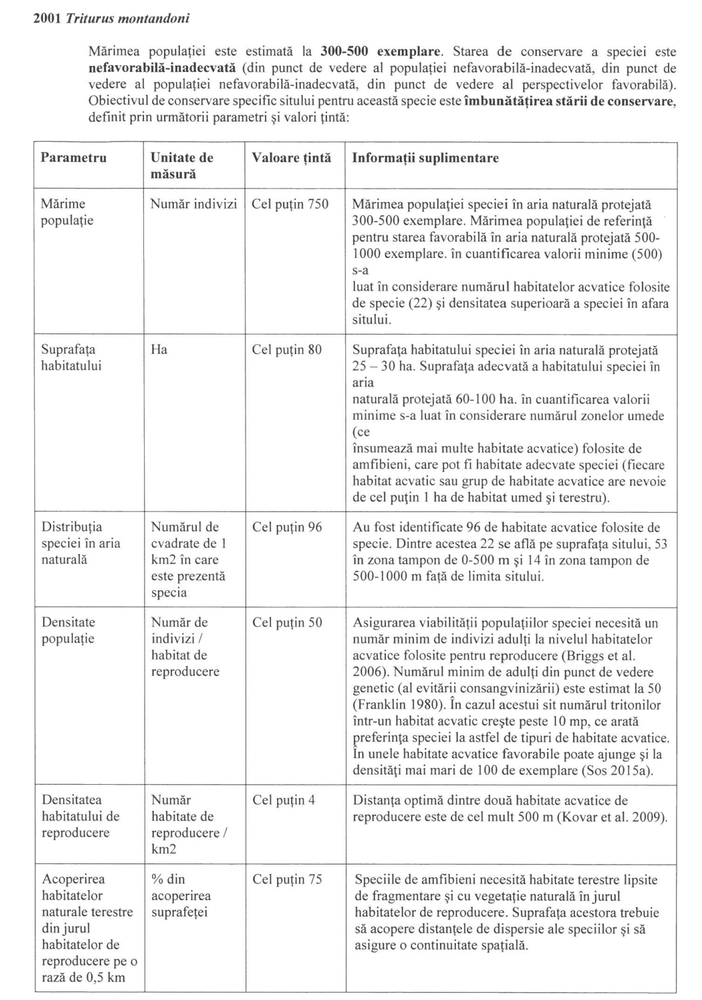 2001 Triturus montandoni
Mărimea populației este estimată la 300-500 exemplare. Starea de conservare a speciei este
nefavorabilă-inadecvată (din punct de vedere al populației nefavorabilă-inadecvată, din punct de
vedere al populației nefavorabilă-inadecvată, din punct de vedere al perspectivelor favorabilă).
Obiectivul de conservare specific sitului pentru această specie este îmbunătățirea stării de conservare,
definit prin următorii parametri și valori țintă:
Parametru
Unitate de
măsură
Valoare țintă
Informații suplimentare
Mărime
populație
Număr indivizi
Cel puțin 750
Mărimea populaţiei speciei în aria naturală protejată
300-500 exemplare. Mărimea populaţiei de referinţă
pentru starea favorabilă în aria naturală protejată 500-
1000 exemplare. în cuantificarea valorii minime (500)
s-a
luat în considerare numărul habitatelor acvatice folosite
de specie (22) şi densitatea superioară a speciei în afara
sitului.
Suprafața
habitatului
Ha
Cel puțin 80
Suprafaţa habitatului speciei în aria naturală protejată
25 – 30 ha. Suprafaţa adecvată a habitatului speciei în
aria
naturală protejată 60-100 ha. în cuantificarea valorii
minime s-a luat în considerare numărul zonelor umede
(ce
însumează mai multe habitate acvatice) folosite de
amfibieni, care pot fi habitate adecvate speciei (fiecare
habitat acvatic sau grup de habitate acvatice are nevoie
de cel puţin 1 ha de habitat umed şi terestru).
Distribuția
speciei în aria
naturală
Numărul de
cvadrate de 1
km2 în care
este prezentă
specia
Cel puțin 96
Au fost identificate 96 de habitate acvatice folosite de
specie. Dintre acestea 22 se află pe suprafața sitului, 53
în zona tampon de 0-500 m şi 14 în zona tampon de
500-1000 m față de limita sitului.
Densitate
populație
Număr de
indivizi /
habitat de
reproducere
Cel puțin 50
Asigurarea viabilității populațiilor speciei necesită un
număr minim de indivizi adulți la nivelul habitatelor
acvatice folosite pentru reproducere (Briggs et al.
2006). Numărul minim de adulți din punct de vedere
genetic (al evitării consangvinizării) este estimat la 50
(Franklin 1980). În cazul acestui sit numărul tritonilor
într-un habitat acvatic creşte peste 10 mp, ce arată
preferinţa speciei la astfel de tipuri de habitate acvatice.
În unele habitate acvatice favorabile poate ajunge şi la
densităţi mai mari de 100 de exemplare (Sos 2015a).
Densitatea
habitatului de
reproducere
Număr
habitate de
reproducere /
km2
Cel puțin 4
Distanța optimă dintre două habitate acvatice de
reproducere este de cel mult 500 m (Kovar et al. 2009).
Acoperirea
habitatelor
naturale terestre
din jurul
habitatelor de
reproducere pe o
rază de 0,5 km
% din
acoperirea
suprafeței
Cel puțin 75
Speciile de amfibieni necesită habitate terestre lipsite
de fragmentare și cu vegetație naturală în jurul
habitatelor de reproducere. Suprafața acestora trebuie
să acopere distanțele de dispersie ale speciilor și să
asigure o continuitate spațială.